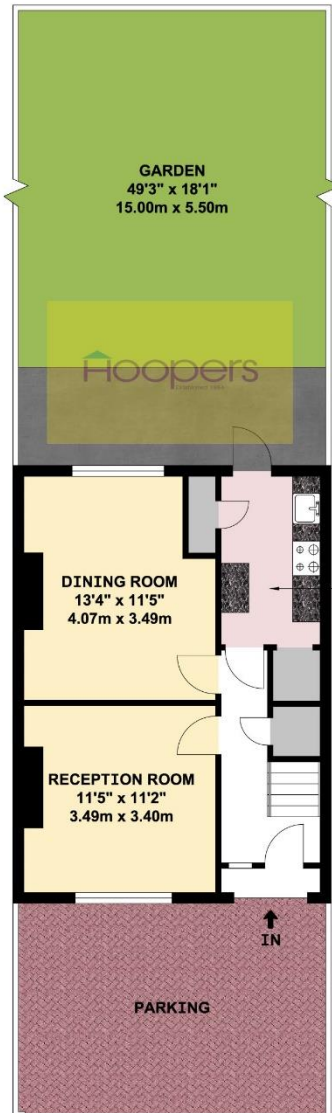 GARDEN
49'3" x 18'1"
15.00m x 5.50m
Hoopers
DINING ROOM
13'4" x 11'5"
4.07m x 3.49m
RECEPTION ROOM
11'5" x 11'2"
3.49m x 3.40m
IN
PARKING